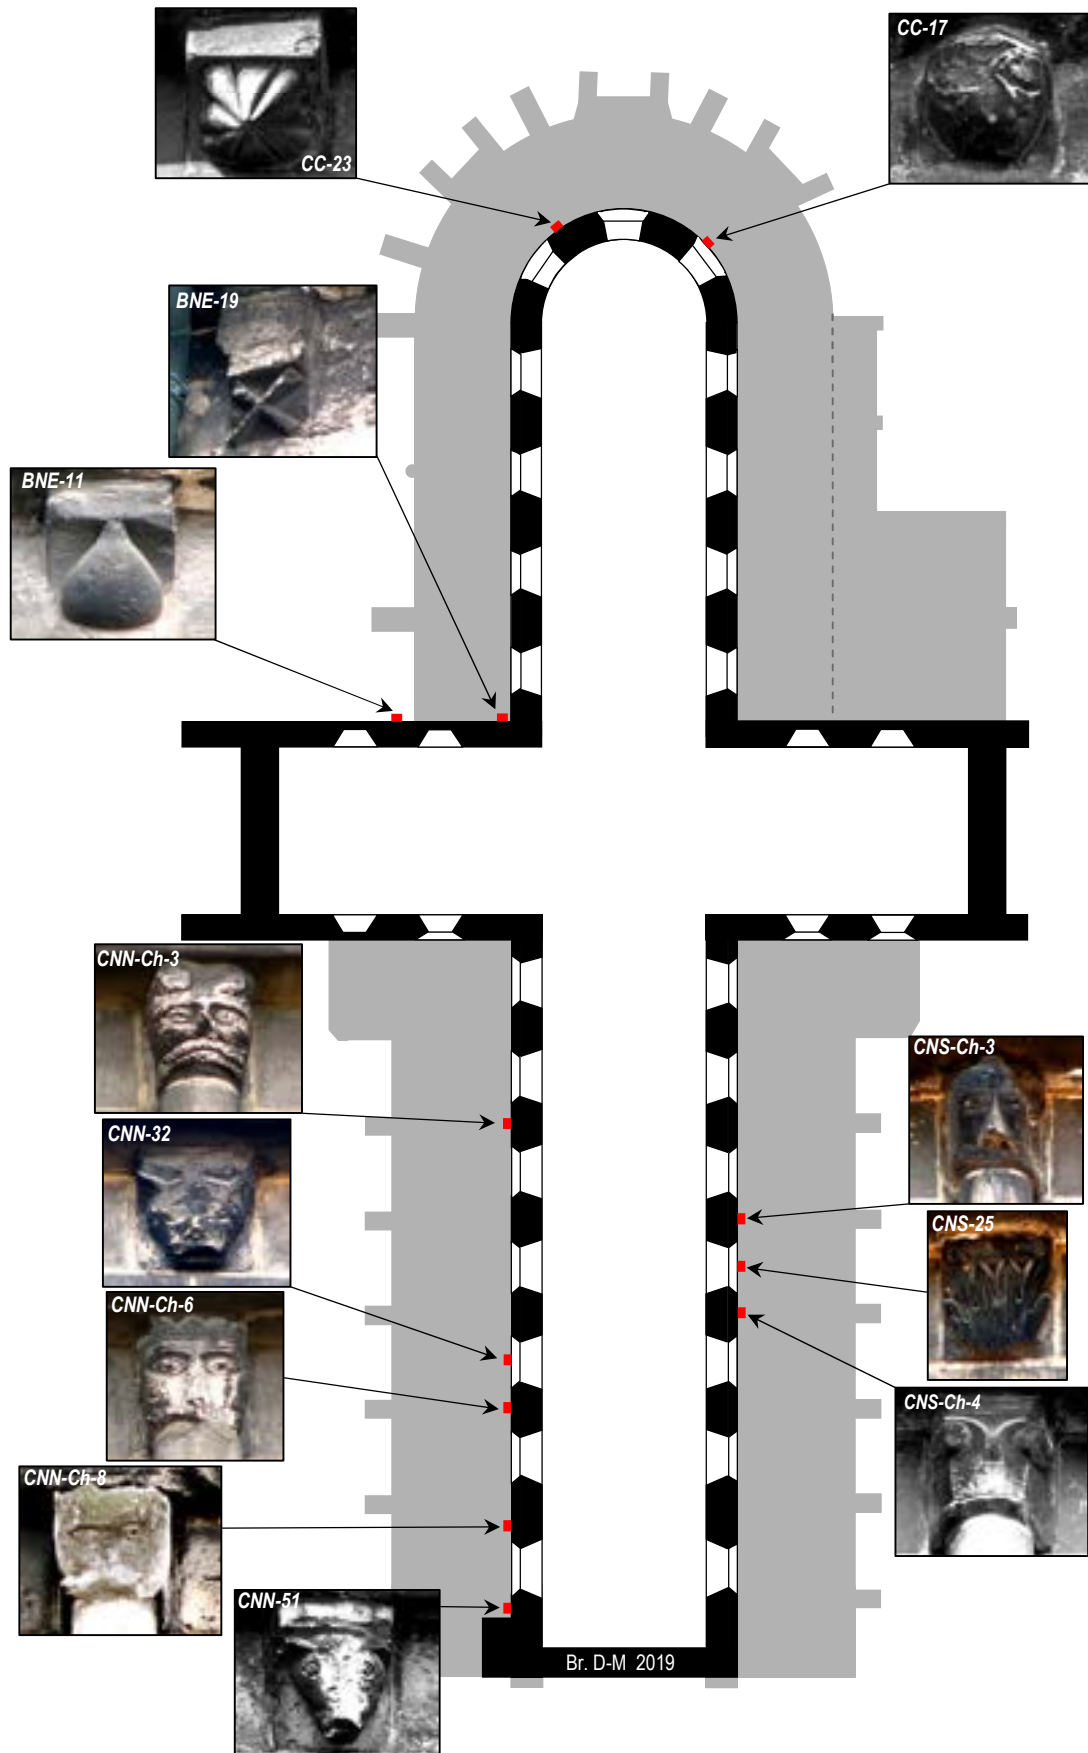 CC-17
CC-23
BNE-19
BNE-11
CNN-Ch-3
CNS-Ch-3
CNN-32
CNS-25
CNN-Ch-6
CNS-Ch-4
CNN-Ch-8
CNN-51
Br. D-M 2019